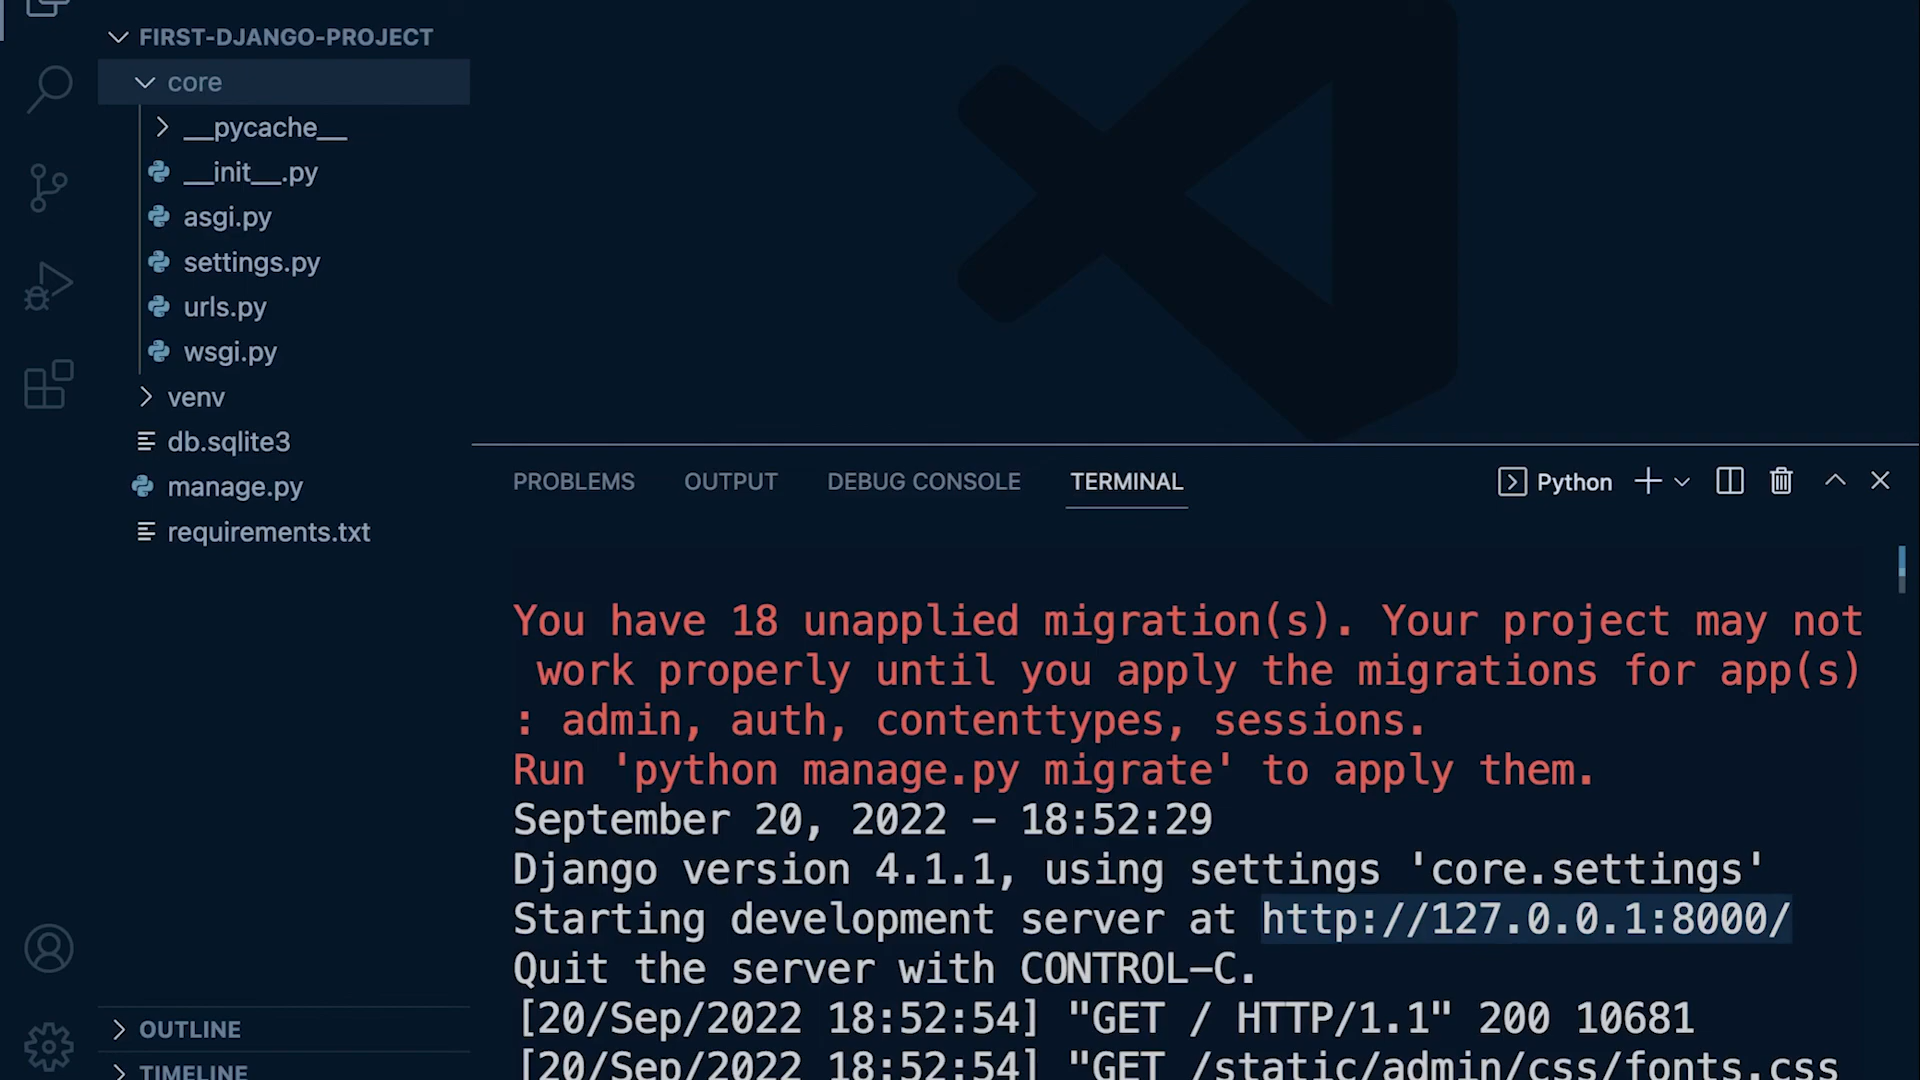 FIRST-DJANGO-PROJECT
core
__pycache__
__init__.py
asgi.py
settings.py
urls.py
wsgi.py
venv
db.sqlite3
manage.py
requirements.txt
OUTLINE
TIMELINE
PROBLEMS OUTPUT DEBUG CONSOLE TERMINAL Python
You have 18 unapplied migration(s). Your project may not
work properly until you apply the migrations for app(s)
: admin, auth, contenttypes, sessions.
Run 'python manage.py migrate' to apply them.
September 20, 2022 - 18:52:29
Django version 4.1.1, using settings 'core.settings'
Starting development server at http://127.0.0.1:8000/
Quit the server with CONTROL-C.
[20/Sep/2022 18:52:54] "GET / HTTP/1.1" 200 10681
[20/Sep/2022 18:52:54] "GET /static/admin/css/fonts.css